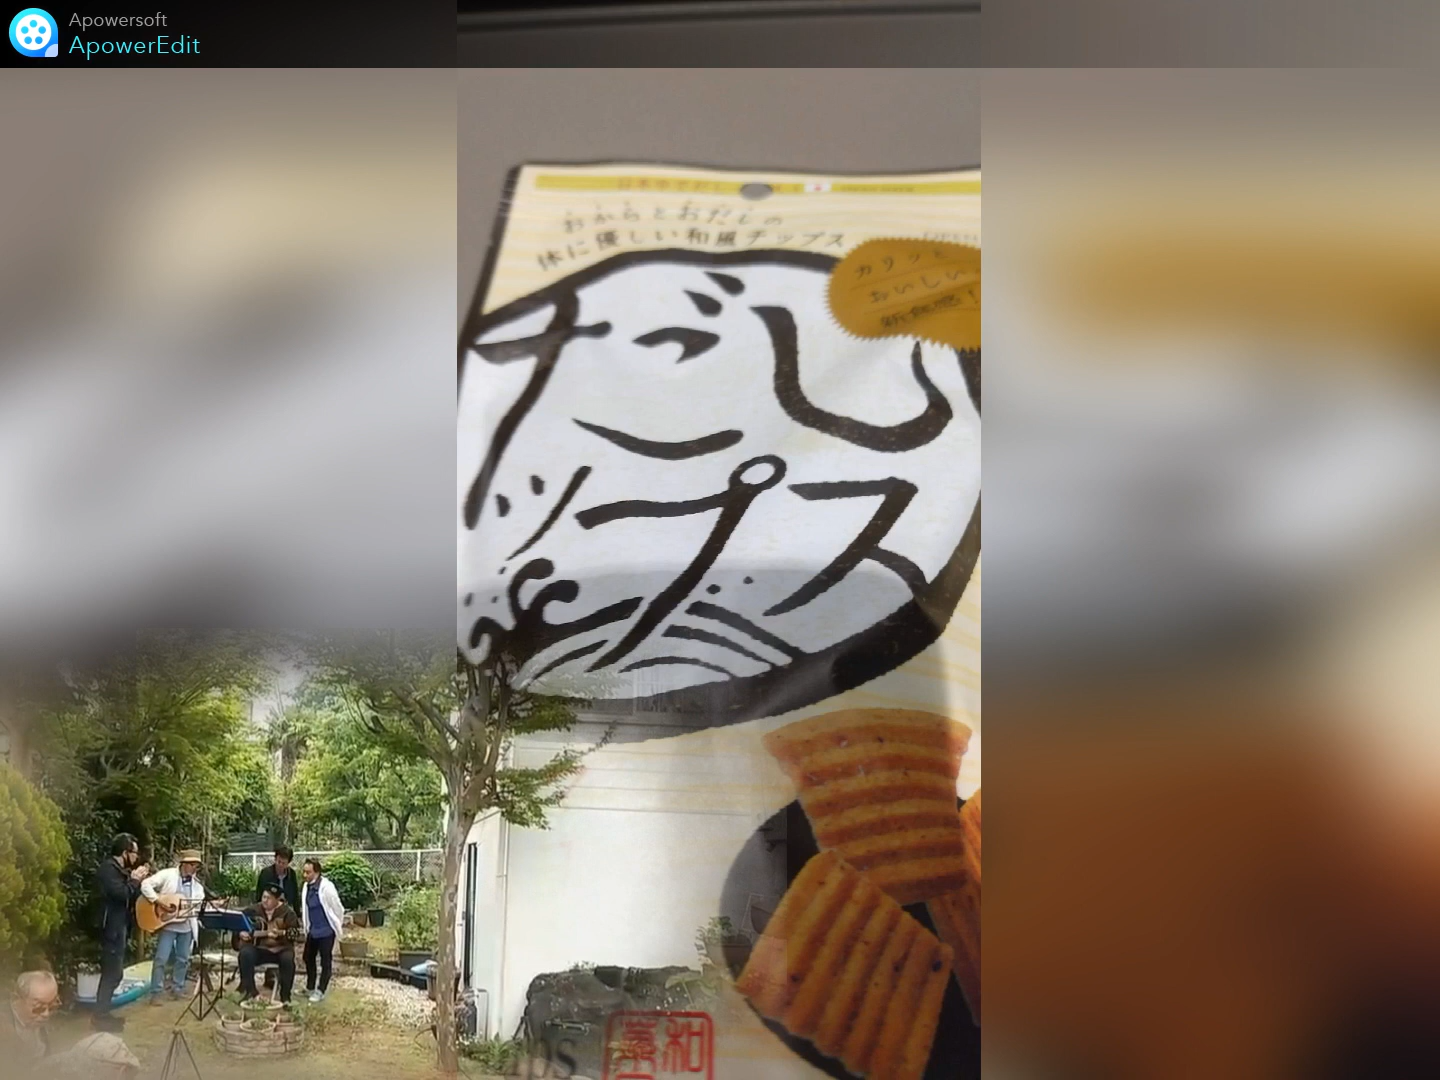 Apowersoft
ApowerEdit
おからとおだしの
体に優しい和風チップス
カリッと
おいしい
新食感！
だし
チップス